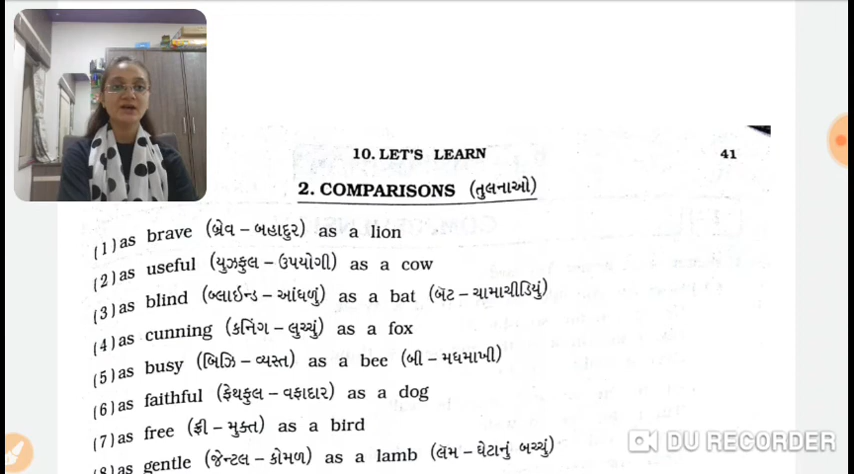 10. LET'S LEARN 41
2. COMPARISONS (તુલનાઓ)
(1) as brave (બ્રેવ – બહાદુર) as a lion
(2) as useful (યુઝફુલ – ઉપયોગી) as a cow
(3) as blind (બ્લાઇન્ડ – આંધળું) as a bat (બૅટ – ચામાચીડિયું)
(4) as cunning (કનિંગ – લુચ્ચું) as a fox
(5) as busy (બિઝિ – વ્યસ્ત) as a bee (બી – મધમાખી)
(6) as faithful (ફેથફુલ – વફાદાર) as a dog
(7) as free (ફ્રી – મુક્ત) as a bird
(8) as gentle (જેન્ટલ – કોમળ) as a lamb (લૅમ – ઘેટાનું બચ્ચું)
DU RECORDER